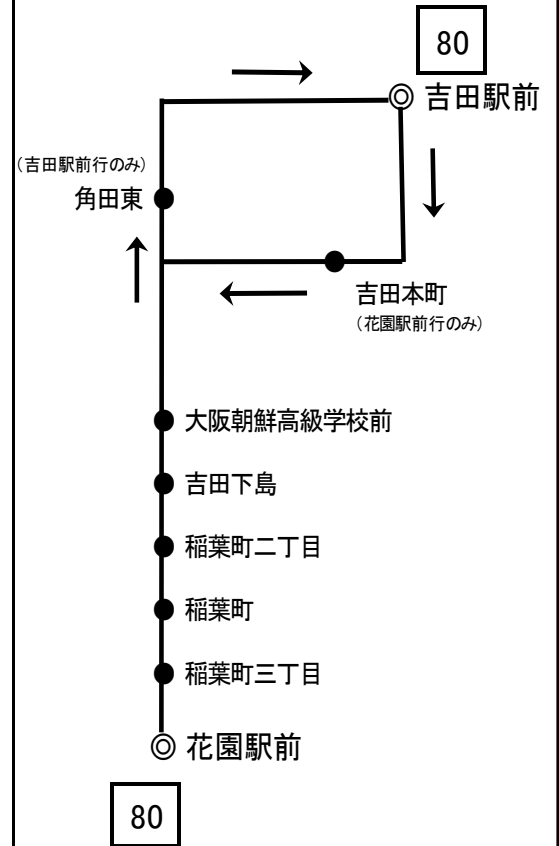 80
吉田駅前
（吉田駅前行のみ）
角田東
吉田本町
（花園駅前行のみ）
大阪朝鮮高級学校前
吉田下島
稲葉町二丁目
稲葉町
稲葉町三丁目
花園駅前
80